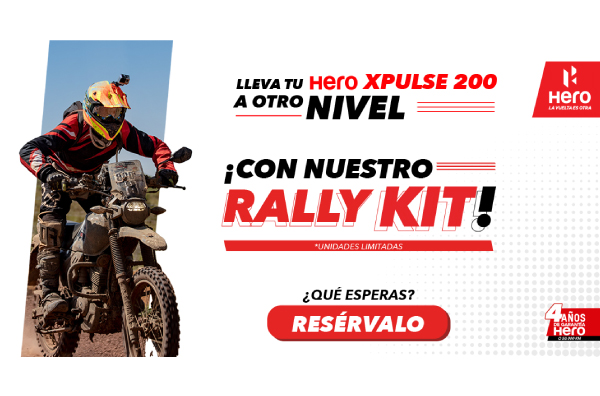 LLEVA TU Hero XPULSE 200
A OTRO NIVEL
¡CON NUESTRO
RALLY KIT!
*UNIDADES LIMITADAS
¿QUÉ ESPERAS?
RESÉRVALO
Hero
LA VUELTA ES OTRA
4 AÑOS
DE GARANTÍA
Hero